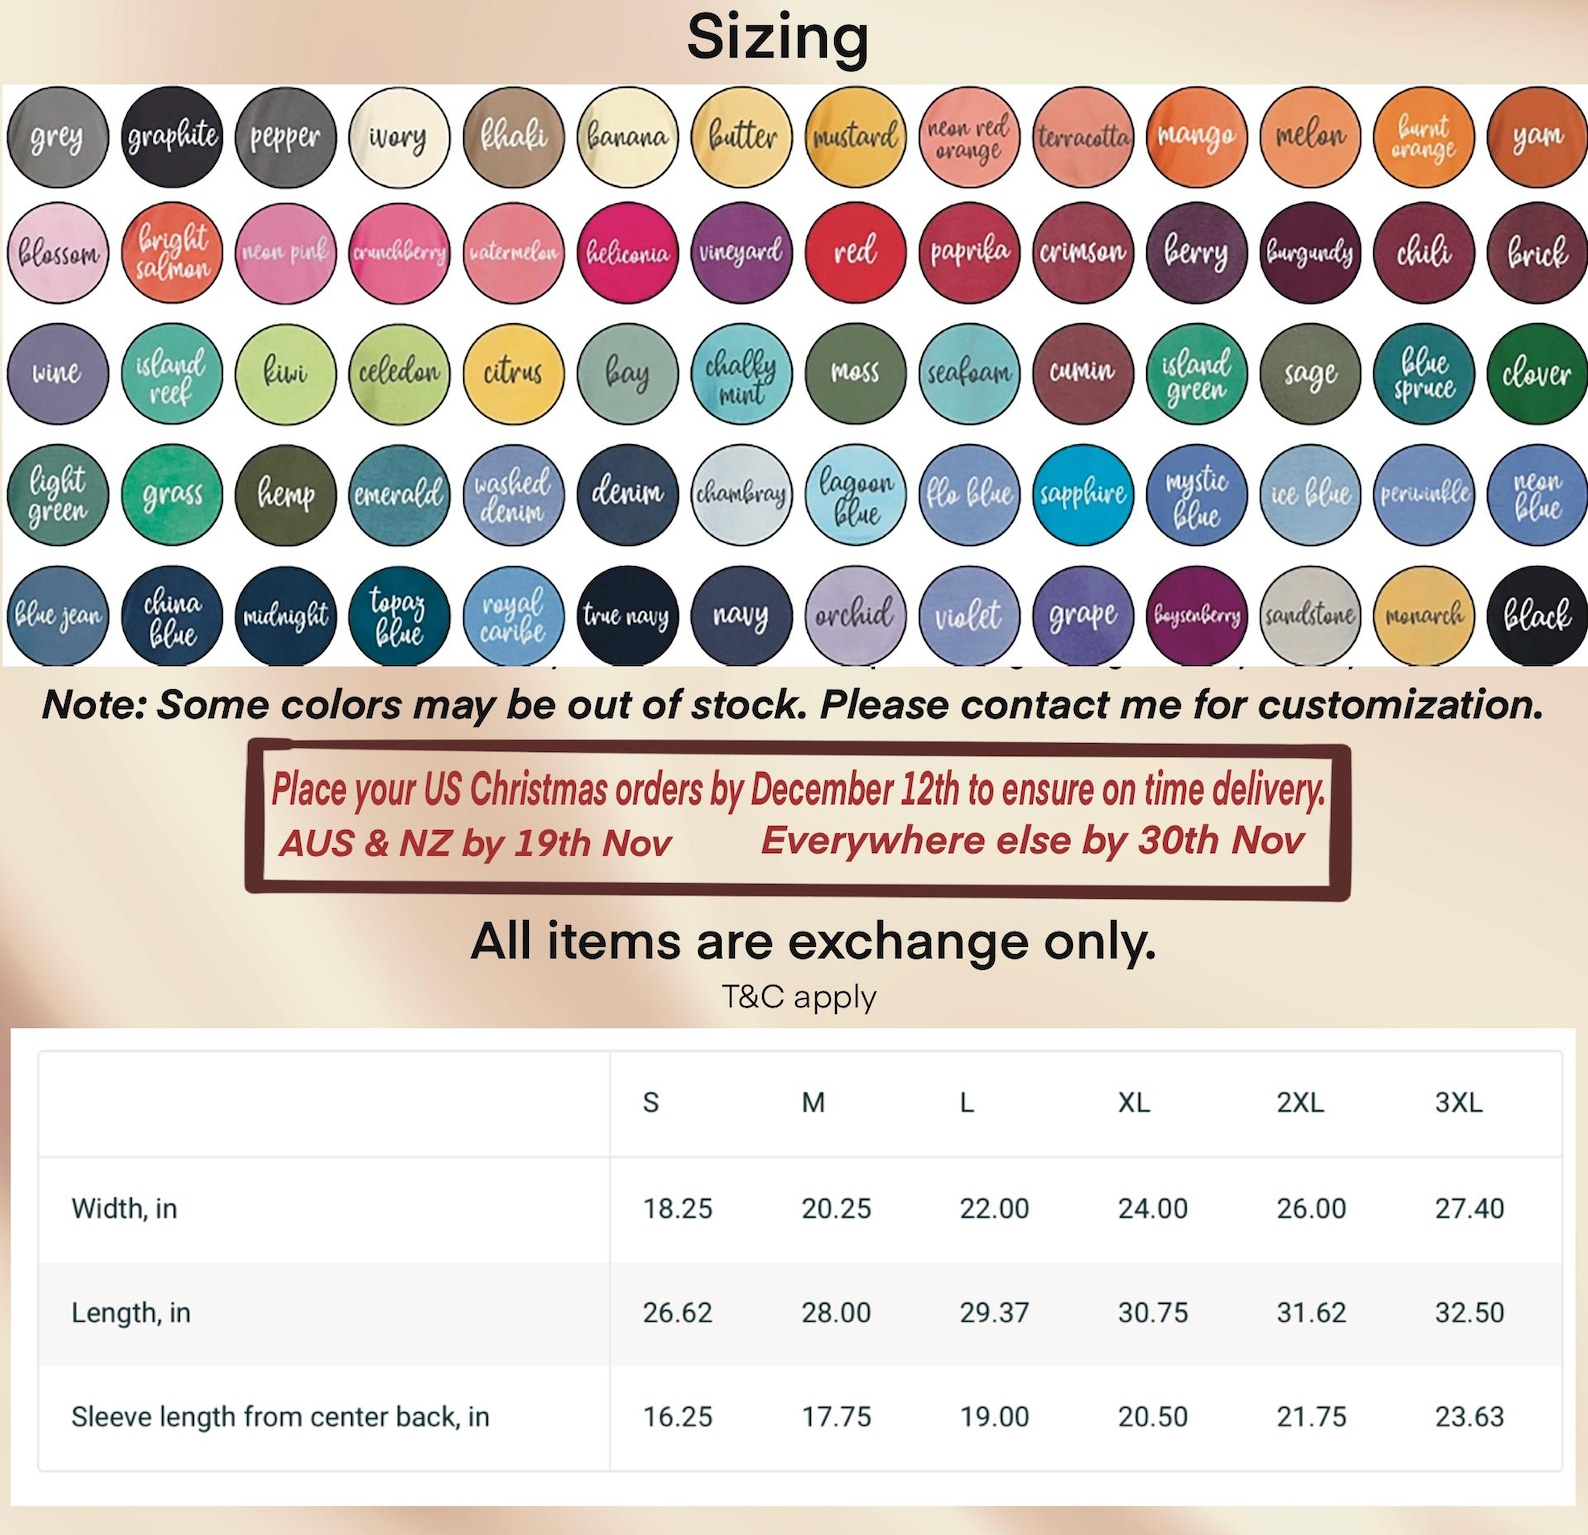 Sizing
grey graphite pepper ivory khaki banana butter mustard neon red orange terracotta mango melon burnt orange yam
blossom bright salmon neon pink crunchberry watermelon heliconia vineyard red paprika crimson berry burgundy chili brick
wine island reef kiwi celedon citrus bay chalky mint moss seafoam cumin island green sage blue spruce clover
light green grass hemp emerald washed denim denim chambray lagoon blue flo blue sapphire mystic blue ice blue periwinkle neon blue
blue jean china blue midnight topaz blue royal caribe true navy navy orchid violet grape boysenberry sandstone monarch black
Note: Some colors may be out of stock. Please contact me for customization.
Place your US Christmas orders by December 12th to ensure on time delivery.
AUS & NZ by 19th Nov Everywhere else by 30th Nov
All items are exchange only.
T&C apply
S M L XL 2XL 3XL
Width, in 18.25 20.25 22.00 24.00 26.00 27.40
Length, in 26.62 28.00 29.37 30.75 31.62 32.50
Sleeve length from center back, in 16.25 17.75 19.00 20.50 21.75 23.63